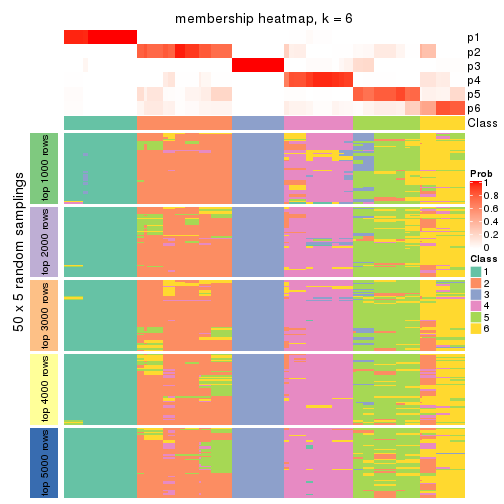 membership heatmap, k = 6
p1
p2
p3
p4
p5
p6
Class
50 x 5 random samplings
top 1000 rows
top 2000 rows
top 3000 rows
top 4000 rows
top 5000 rows
Prob
1
0.8
0.6
0.4
0.2
0
Class
1
2
3
4
5
6